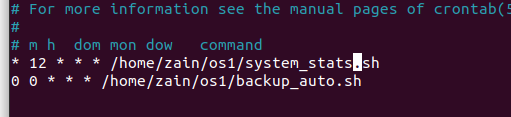 # For more information see the manual pages of crontab(5
#
# m h  dom mon dow   command
* 12 * * * /home/zain/os1/system_stats.sh
0 0 * * * /home/zain/os1/backup_auto.sh